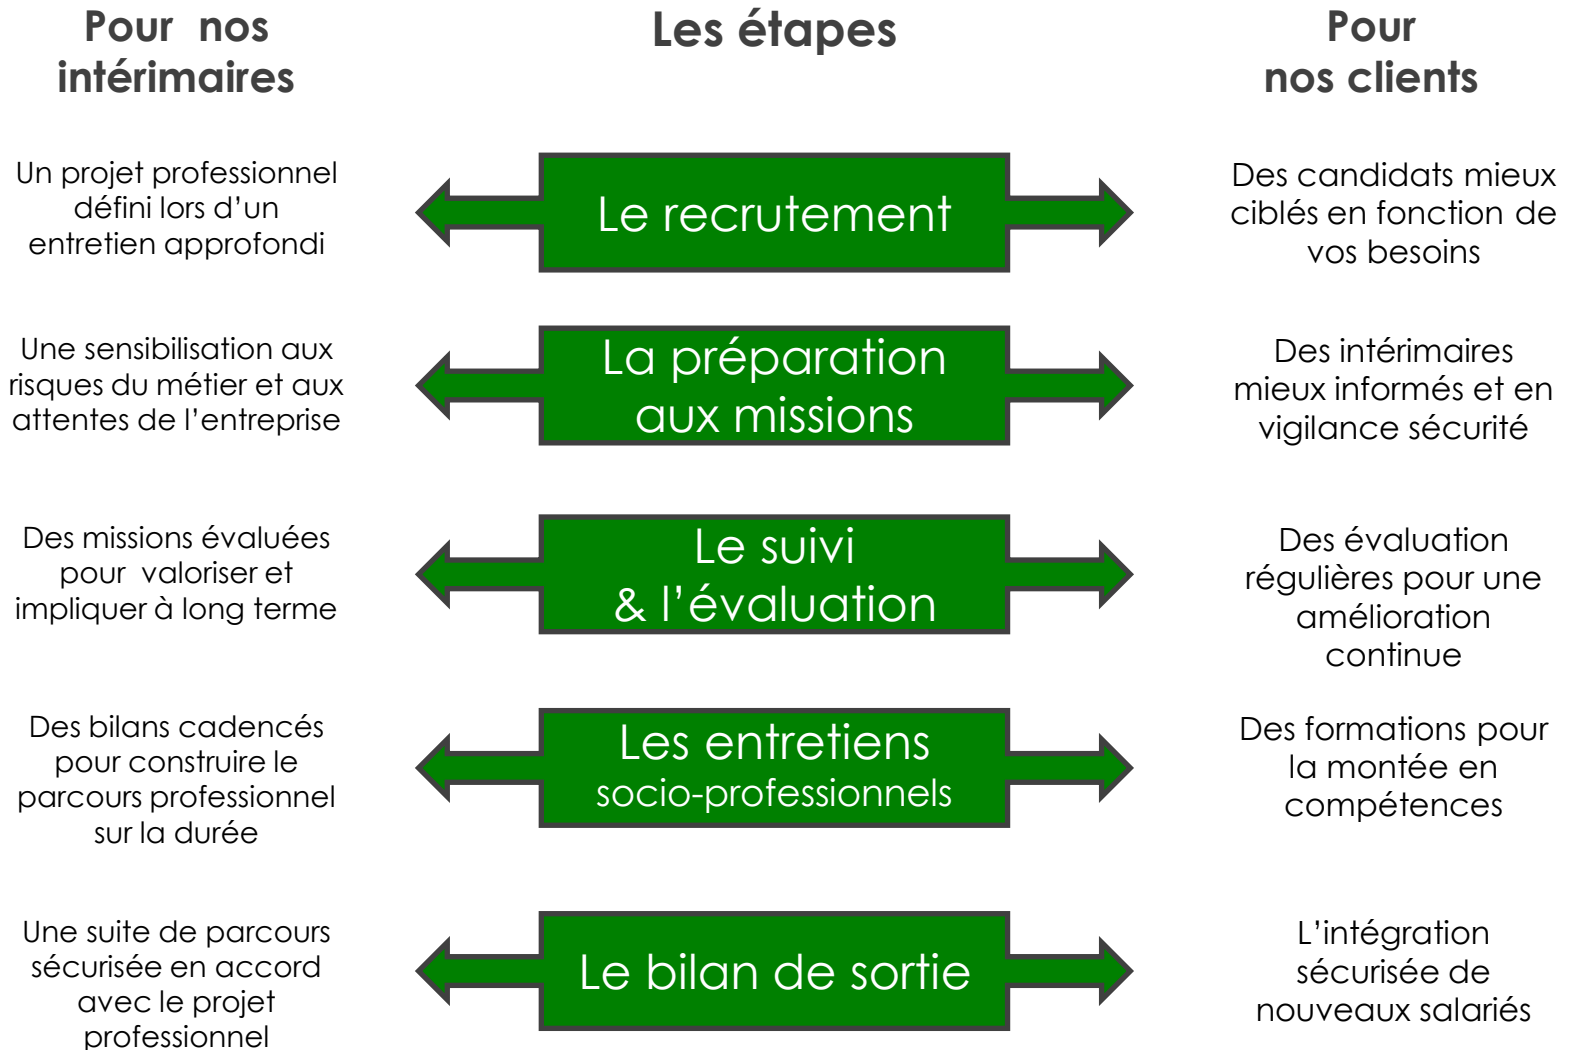 Pour nos
intérimaires
Les étapes
Pour
nos clients
Un projet professionnel
défini lors d’un
entretien approfondi
Le recrutement
Des candidats mieux
ciblés en fonction de
vos besoins
Une sensibilisation aux
risques du métier et aux
attentes de l’entreprise
La préparation
aux missions
Des intérimaires
mieux informés et en
vigilance sécurité
Des missions évaluées
pour valoriser et
impliquer à long terme
Le suivi
& l’évaluation
Des évaluation
régulières pour une
amélioration
continue
Des bilans cadencés
pour construire le
parcours professionnel
sur la durée
Les entretiens
socio-professionnels
Des formations pour
la montée en
compétences
Une suite de parcours
sécurisée en accord
avec le projet
professionnel
Le bilan de sortie
L’intégration
sécurisée de
nouveaux salariés